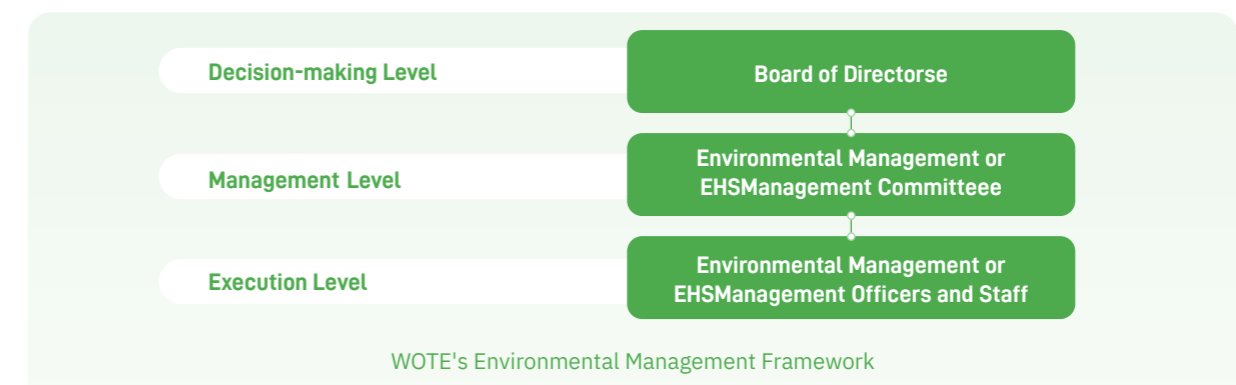 Decision-making Level
Board of Directorse
Management Level
Environmental Management or
EHSManagement Committeee
Execution Level
Environmental Management or
EHSManagement Officers and Staff
WOTE's Environmental Management Framework